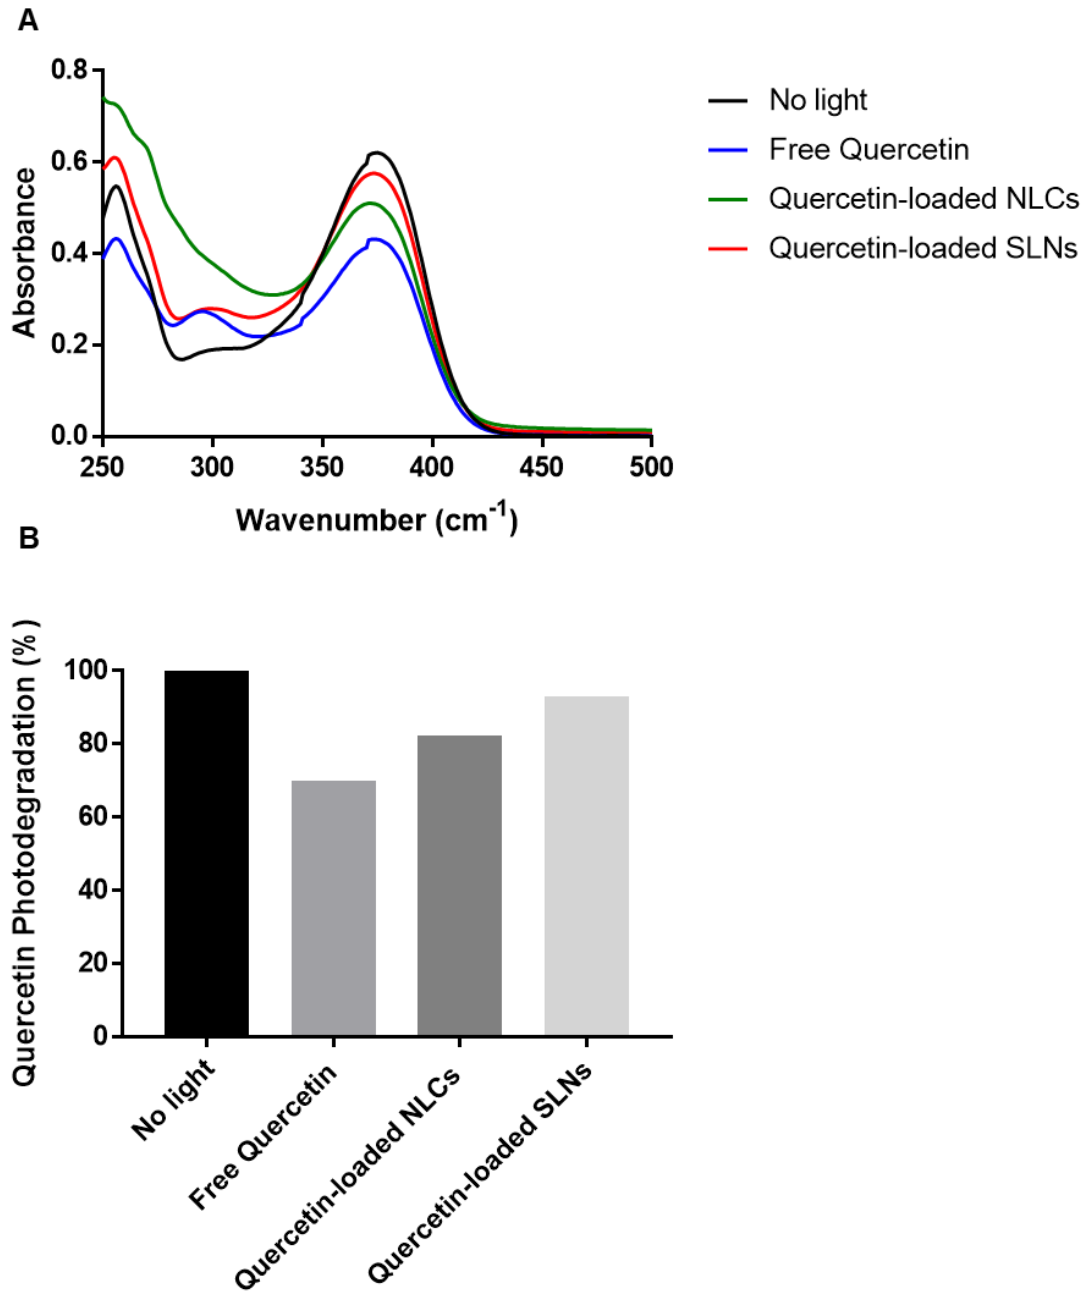 A
Absorbance
0.8
0.6
0.4
0.2
0.0
250 300 350 400 450 500
Wavenumber (cm⁻¹)
No light
Free Quercetin
Quercetin-loaded NLCs
Quercetin-loaded SLNs
B
Quercetin Photodegradation (%)
100
80
60
40
20
0
No light
Free Quercetin
Quercetin-loaded NLCs
Quercetin-loaded SLNs